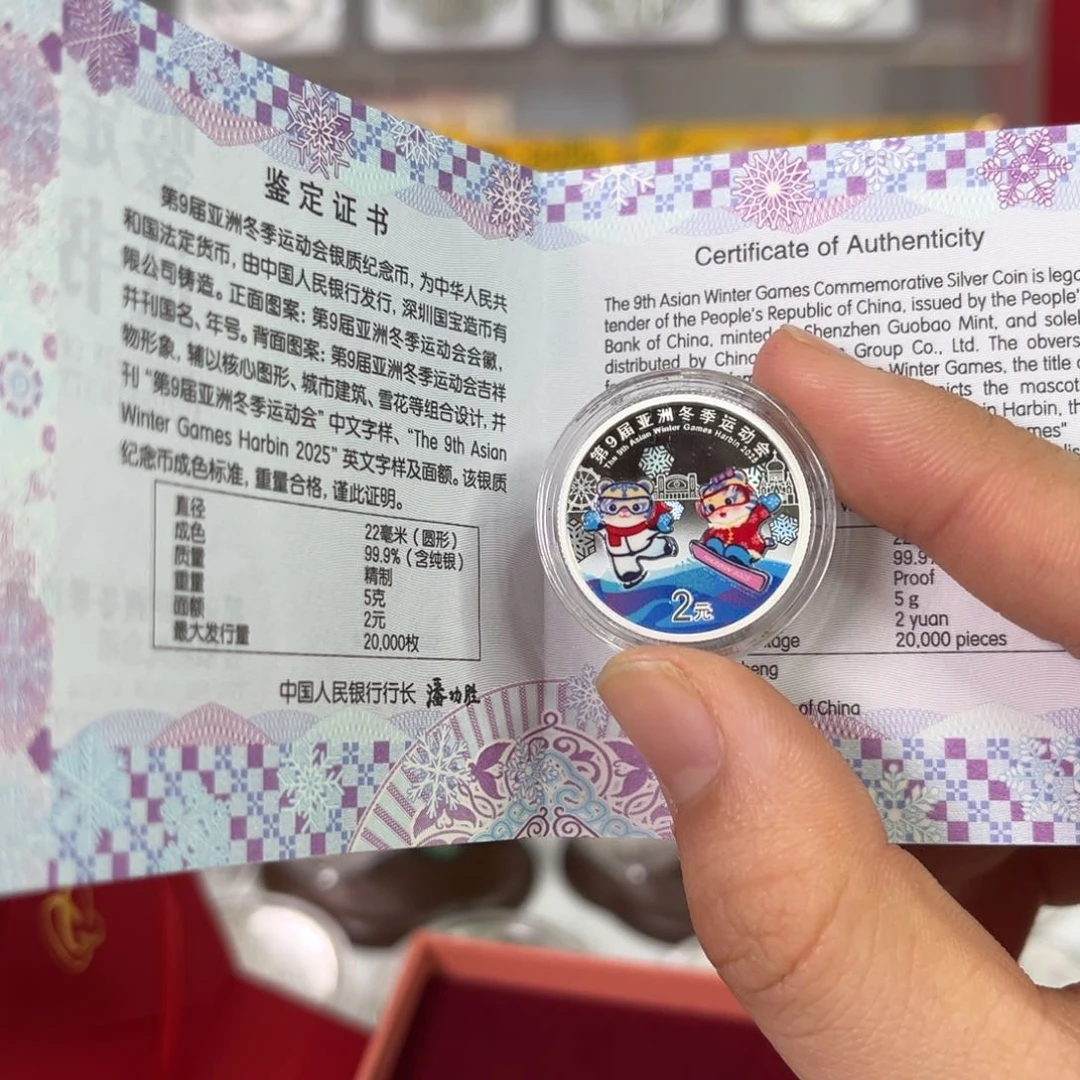 鉴定证书
第9届亚洲冬季运动会银质纪念币，为中华人民共
和国法定货币，由中国人民银行发行，深圳国宝造币有
限公司铸造。正面图案：第9届亚洲冬季运动会会徽，
并刊国名、年号。背面图案：第9届亚洲冬季运动会吉祥
物形象，辅以核心图形、城市建筑、雪花等组合设计，并
刊“第9届亚洲冬季运动会”中文字样、“The 9th Asian
Winter Games Harbin 2025”英文字样及面额。该银质
纪念币成色标准，重量合格，谨此证明。
直径 22毫米（圆形）
成色 99.9%（含纯银）
质量 精制
重量 5克
面额 2元
最大发行量 20,000枚
中国人民银行行长 潘功胜
Certificate of Authenticity
The 9th Asian Winter Games Commemorative Silver Coin is
tender of the People's Republic of China, issued by the People's
Bank of China, minted Shenzhen Guobao Mint, and
distributed by China Group Co., Ltd. The
Winter Games, the title
the mascot
Harbin,
99.9%
Proof
5 g
2 yuan
20,000 pieces
of China
第9届亚洲冬季运动会
The 9th Asian Winter Games Harbin 2025
2元